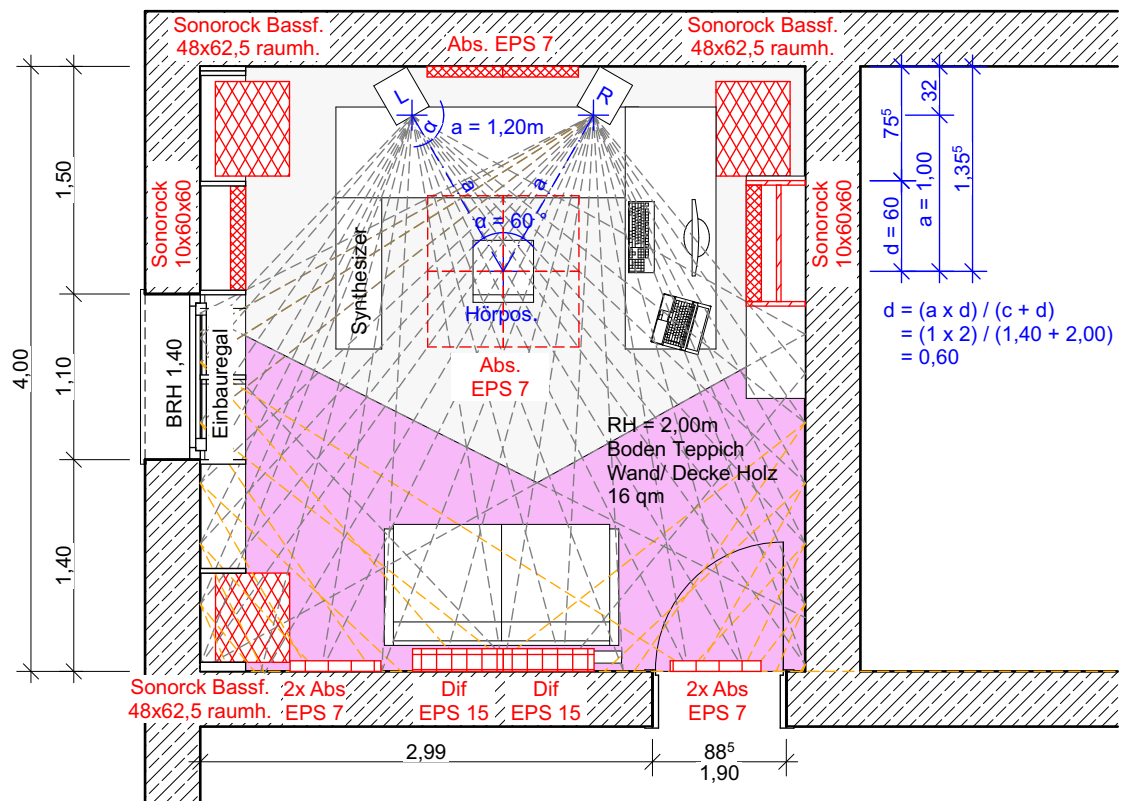 Sonorock Bassf.
48x62,5 raumh.
Abs. EPS 7
Sonorock Bassf.
48x62,5 raumh.
L
R
α
a = 1,20m
a
a
α = 60°
Hörpos.
Synthesizer
Abs.
EPS 7
Sonorock
10x60x60
Sonorock
10x60x60
4,00
1,50
1,10
1,40
BRH 1,40
Einbauregal
RH = 2,00m
Boden Teppich
Wand/ Decke Holz
16 qm
75⁵
32
d = 60
a = 1,00
1,35⁵
d = (a x d) / (c + d)
= (1 x 2) / (1,40 + 2,00)
= 0,60
Sonorck Bassf.
48x62,5 raumh.
2x Abs
EPS 7
Dif
EPS 15
Dif
EPS 15
2x Abs
EPS 7
2,99
88⁵
1,90